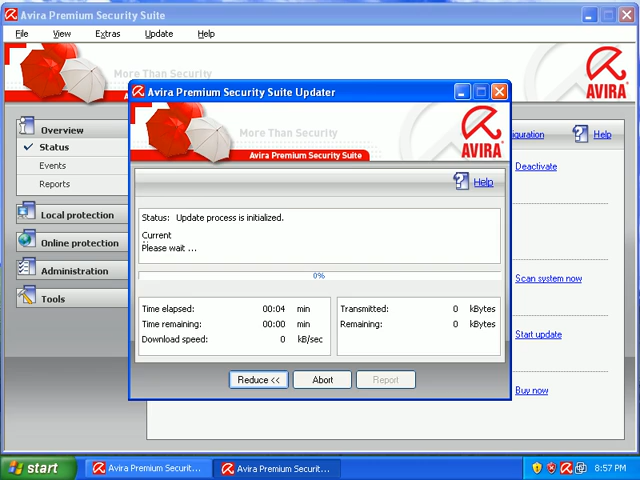 Avira Premium Security Suite
File View Extras Update Help
More Than Security
AVIRA
Avira Premium Security Suite Updater
More Than Security
Avira Premium Security Suite
AVIRA
Overview
Status
Events
Reports
Local protection
Online protection
Administration
Tools
Help
Help
Deactivate
Scan system now
Start update
Buy now
Status: Update process is initialized.
Current
Please wait ...
0%
Time elapsed: 00:04 min
Time remaining: 00:00 min
Download speed: 0 kB/sec
Transmitted: 0 kBytes
Remaining: 0 kBytes
Reduce <<
Abort
Report
start
Avira Premium Securit...
Avira Premium Securit...
8:57 PM